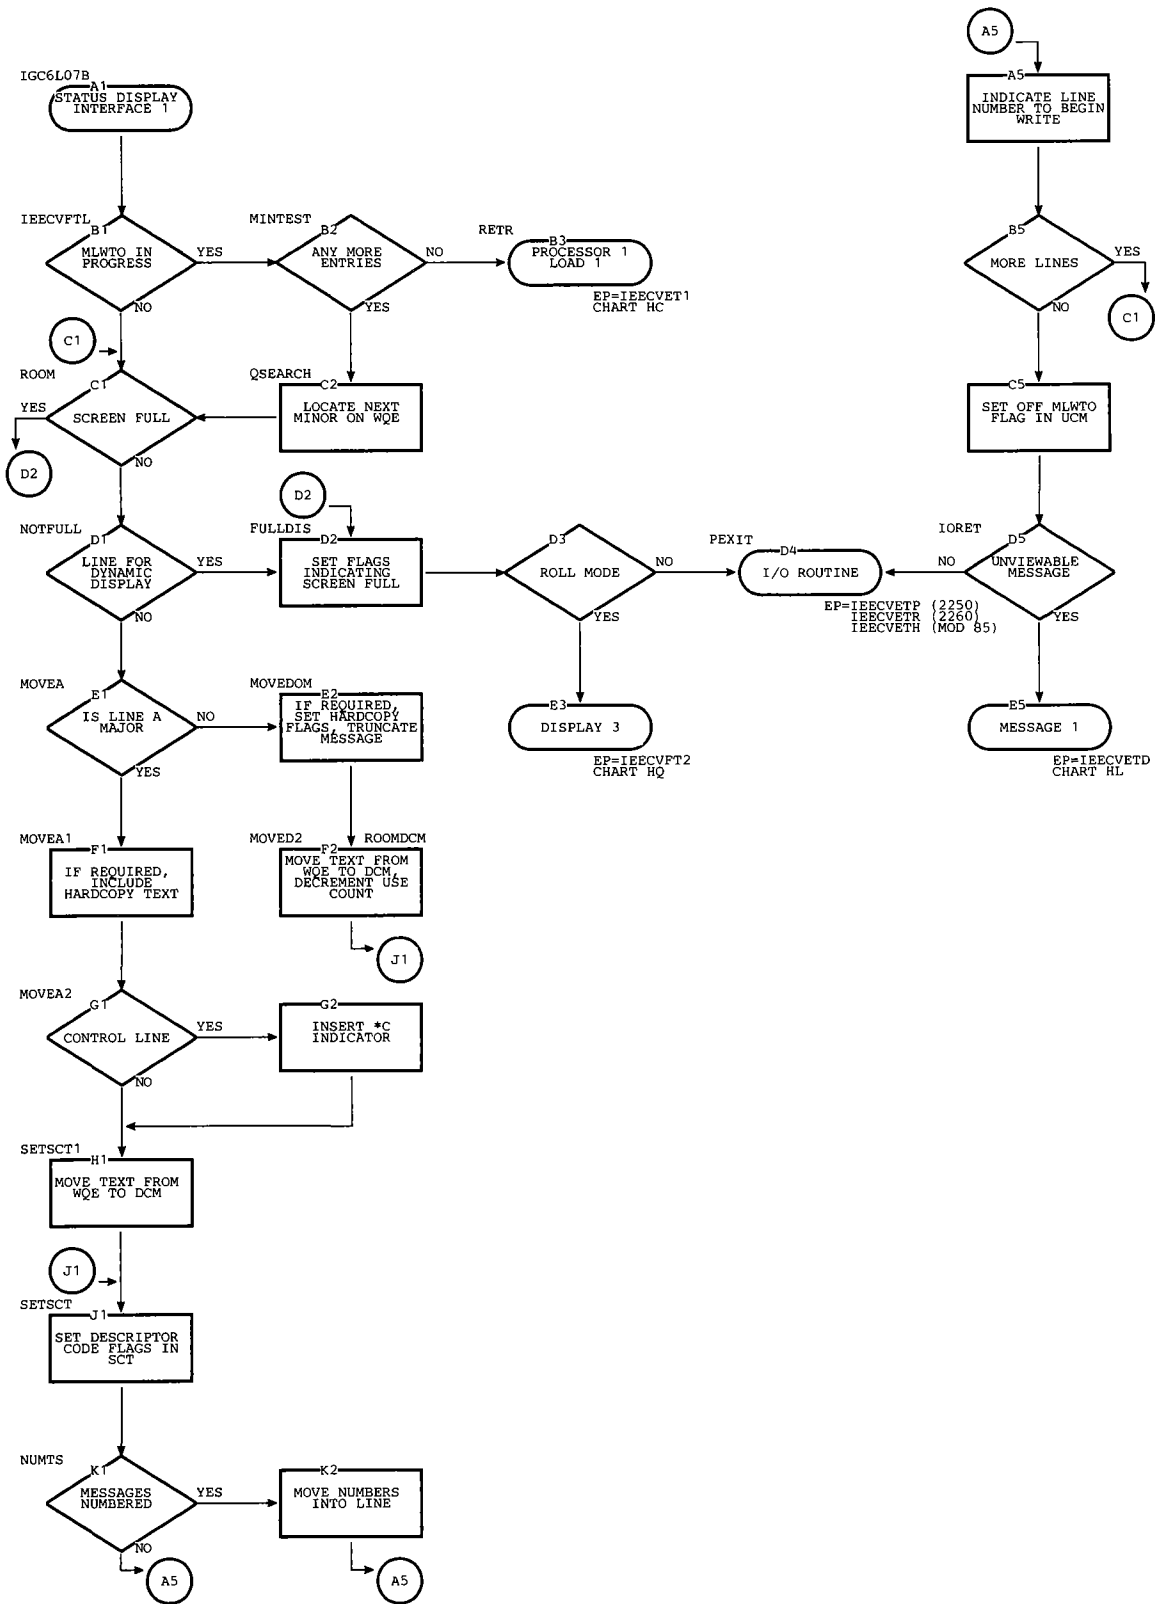 IGC6L07B
A1
STATUS DISPLAY
INTERFACE 1
IEECVFTL
B1
MLWTO IN
PROGRESS
YES
NO
MINTEST
B2
ANY MORE
ENTRIES
NO
YES
RETR
B3
PROCESSOR 1
LOAD 1
EP=IEECVET1
CHART HC
C1
ROOM
C1
SCREEN FULL
YES
NO
D2
QSEARCH
C2
LOCATE NEXT
MINOR ON WQE
NOTFULL
D1
LINE FOR
DYNAMIC
DISPLAY
YES
NO
D2
FULLDIS
D2
SET FLAGS
INDICATING
SCREEN FULL
D3
ROLL MODE
NO
YES
PEXIT
D4
I/O ROUTINE
EP=IEECVETP (2250)
IEECVETR (2260)
IEECVETH (MOD 85)
MOVEA
E1
IS LINE A
MAJOR
NO
YES
MOVEDOM
E2
IF REQUIRED,
SET HARDCOPY
FLAGS, TRUNCATE
MESSAGE
E3
DISPLAY 3
EP=IEECVFT2
CHART HQ
MOVEA1
F1
IF REQUIRED,
INCLUDE
HARDCOPY TEXT
MOVED2
ROOMDCM
F2
MOVE TEXT FROM
WQE TO DCM,
DECREMENT USE
COUNT
J1
MOVEA2
G1
CONTROL LINE
YES
NO
G2
INSERT *C
INDICATOR
SETSCT1
H1
MOVE TEXT FROM
WQE TO DCM
J1
SETSCT
J1
SET DESCRIPTOR
CODE FLAGS IN
SCT
NUMTS
K1
MESSAGES
NUMBERED
YES
NO
A5
K2
MOVE NUMBERS
INTO LINE
A5
A5
A5
INDICATE LINE
NUMBER TO BEGIN
WRITE
B5
MORE LINES
YES
NO
C1
C5
SET OFF MLWTO
FLAG IN UCM
IORET
D5
UNVIEWABLE
MESSAGE
NO
YES
E5
MESSAGE 1
EP=IEECVETD
CHART HL